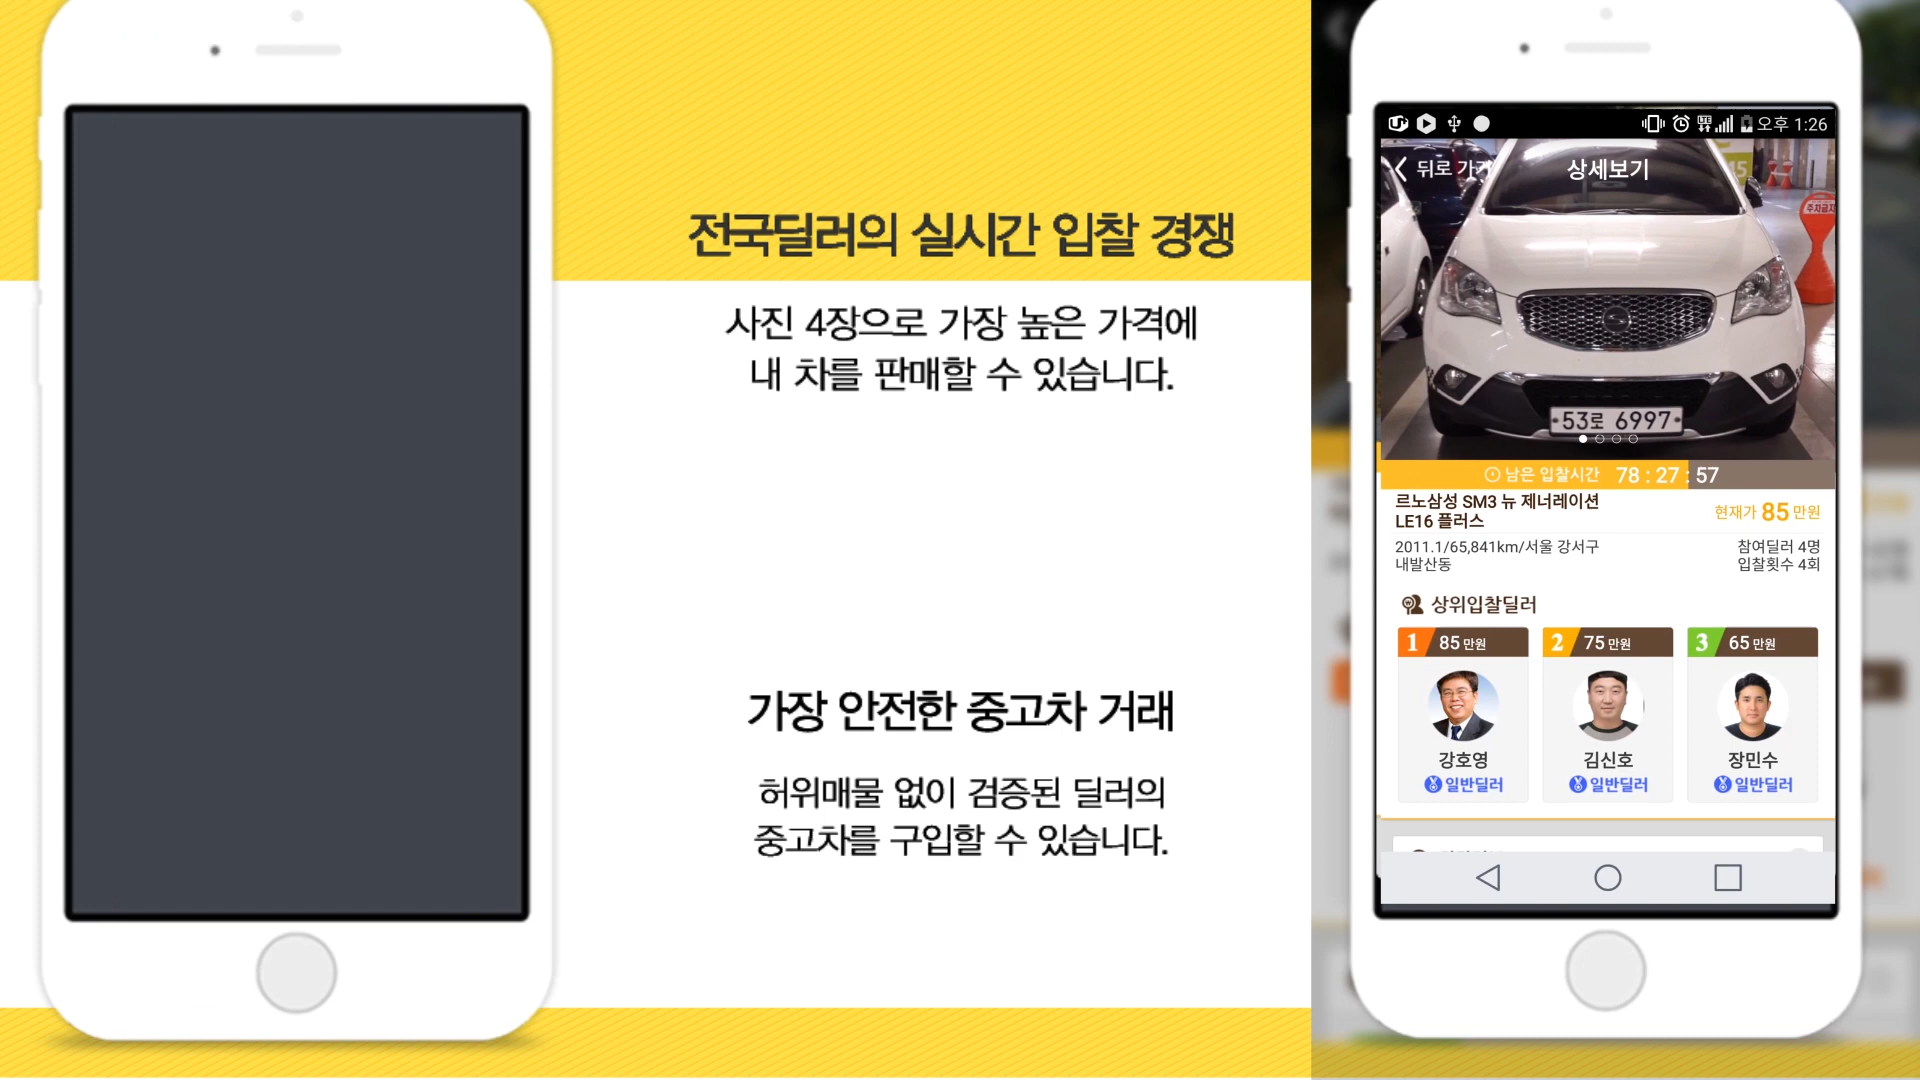 전국딜러의 실시간 입찰 경쟁
사진 4장으로 가장 높은 가격에
내 차를 판매할 수 있습니다.
가장 안전한 중고차 거래
허위매물 없이 검증된 딜러의
중고차를 구입할 수 있습니다.
오후 1:26
뒤로 가기
상세보기
주차금지
53로 6997
남은 입찰시간 78 : 27 : 57
르노삼성 SM3 뉴 제너레이션
LE16 플러스
현재가 85 만원
2011.1/65,841km/서울 강서구
내발산동
참여딜러 4명
입찰횟수 4회
상위입찰딜러
1 85 만원
2 75 만원
3 65 만원
강호영
김신호
장민수
일반딜러
일반딜러
일반딜러